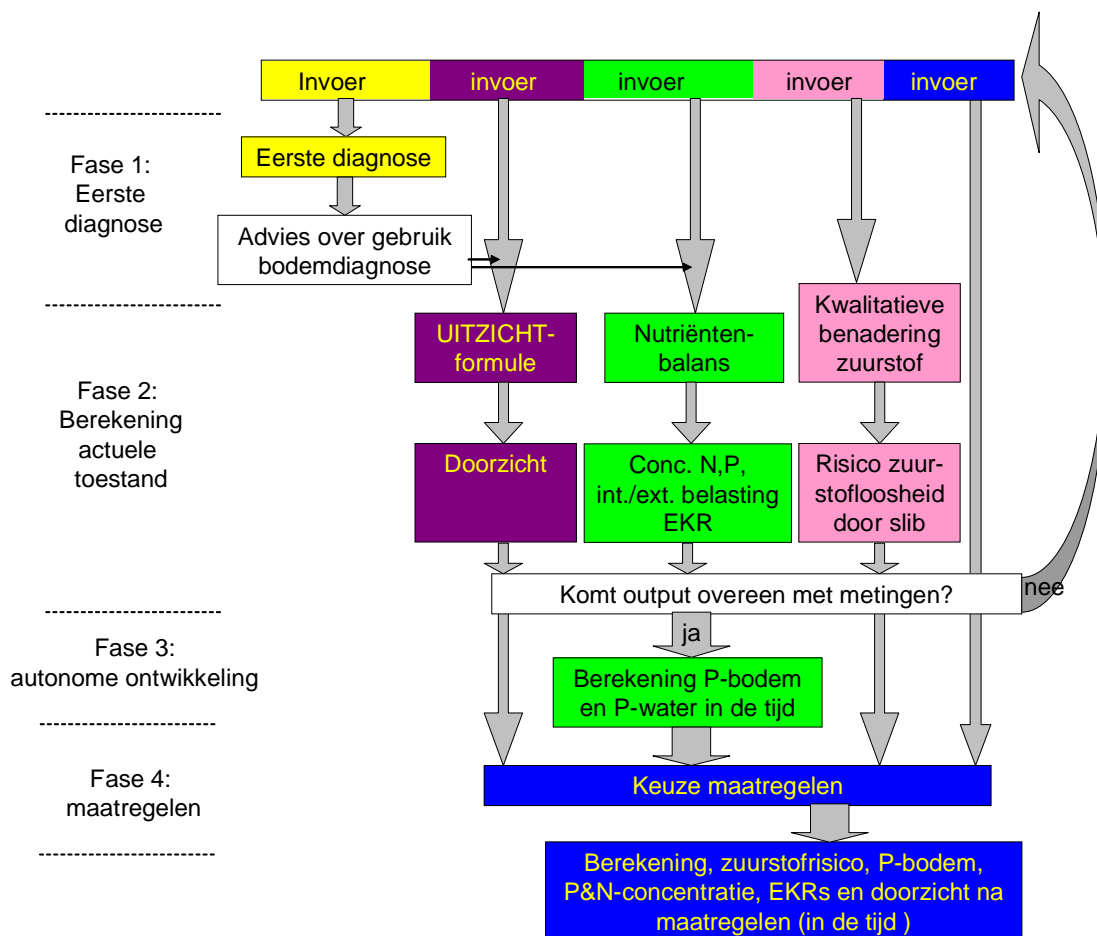 Invoer
invoer
invoer
invoer
invoer
Fase 1:
Eerste
diagnose
Eerste diagnose
Advies over gebruik
bodemdiagnose
Fase 2:
Berekening
actuele
toestand
UITZICHT-
formule
Nutriënten-
balans
Kwalitatieve
benadering
zuurstof
Doorzicht
Conc. N,P,
int./ext. belasting
EKR
Risico zuur-
stofloosheid
door slib
Komt output overeen met metingen?
nee
ja
Fase 3:
autonome ontwikkeling
Berekening P-bodem
en P-water in de tijd
Fase 4:
maatregelen
Keuze maatregelen
Berekening, zuurstofrisico, P-bodem,
P&N-concentratie, EKRs en doorzicht na
maatregelen (in de tijd )